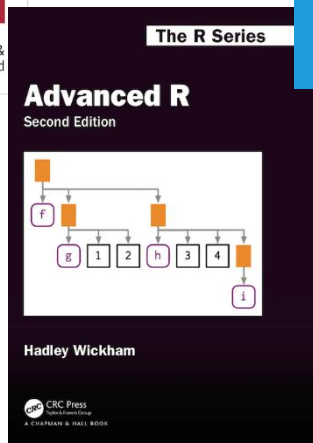 &
d
The R Series
Advanced R
Second Edition
f
g 1 2 h 3 4
i
Hadley Wickham
CRC CRC Press
Taylor & Francis Group
A CHAPMAN & HALL BOOK